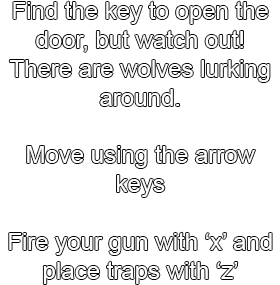 Find the key to open the
door, but watch out!
There are wolves lurking
around.
Move using the arrow
keys
Fire your gun with ‘x’ and
place traps with ‘z’